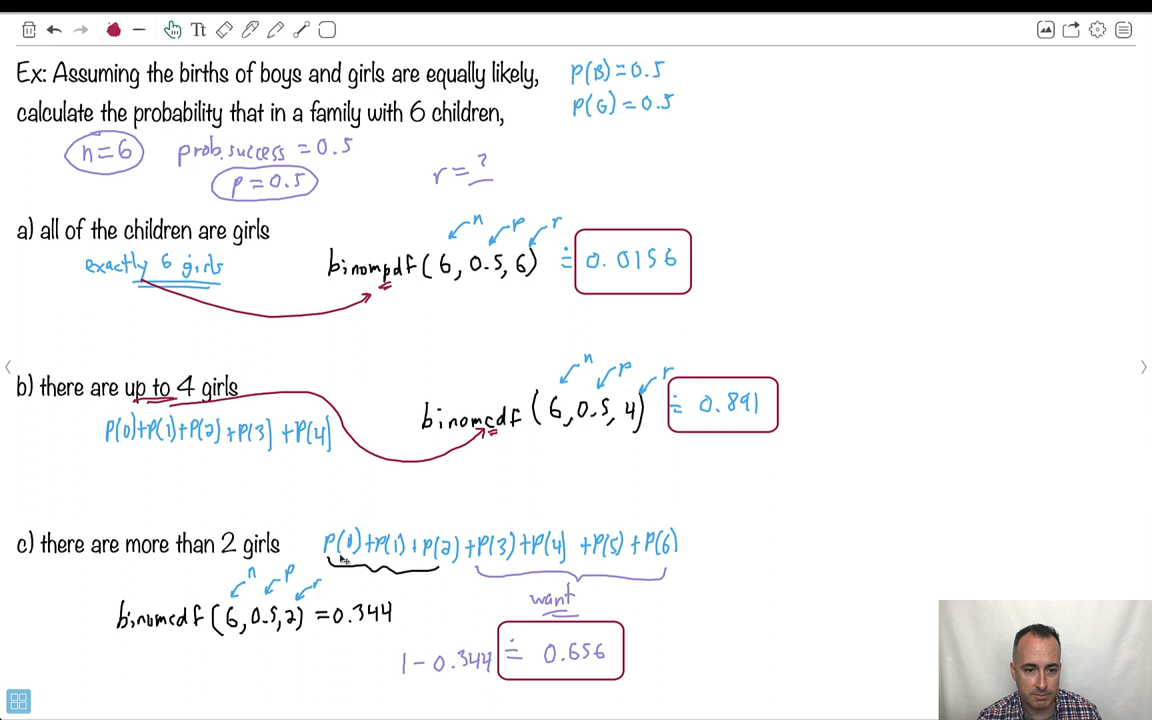 Tt
Ex: Assuming the births of boys and girls are equally likely, P(B)=0.5
calculate the probability that in a family with 6 children, P(G)=0.5
n=6 prob. success =0.5 r=?
p=0.5
a) all of the children are girls n p r
exactly 6 girls binompdf(6,0.5,6) ≐ 0.0156
b) there are up to 4 girls n p r
P(0)+P(1)+P(2)+P(3)+P(4) binomcdf(6,0.5,4) ≐ 0.891
c) there are more than 2 girls P(0)+P(1)+P(2)+P(3)+P(4)+P(5)+P(6)
n p r
binomcdf(6,0.5,2)=0.344 want
1-0.344 ≐ 0.656